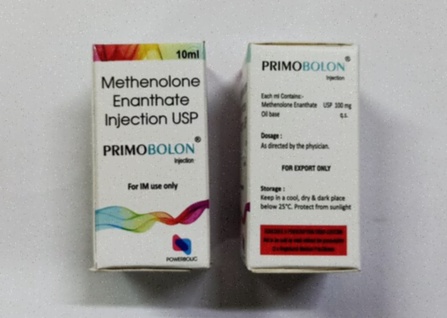 10ml
Methenolone
Enanthate
Injection USP
PRIMOBOLON®
Injection
For IM use only
POWERBOLIC
PRIMOBOLON®
Injection
Each ml Contains:-
Methenolone Enanthate USP 100 mg
Oil base q.s.
Dosage :
As directed by the physician.
FOR EXPORT ONLY
Storage :
Keep in a cool, dry & dark place
below 25°C. Protect from sunlight